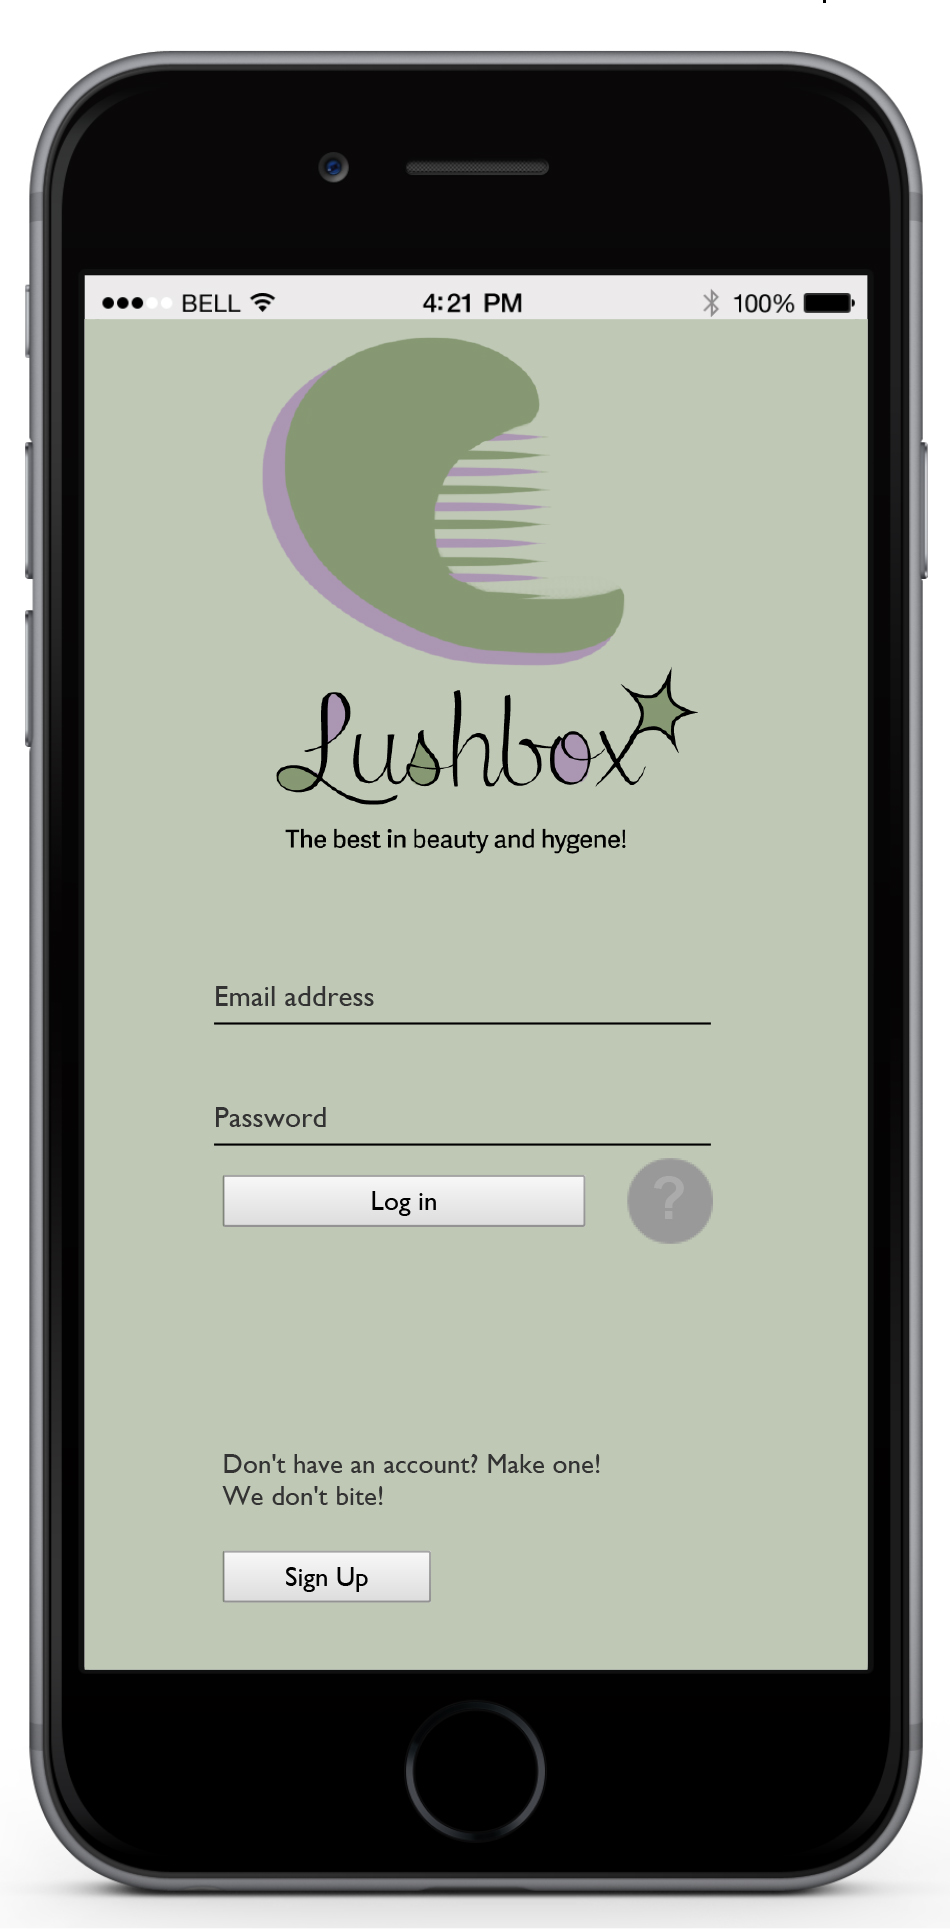 BELL 4:21 PM 100%
Lushbox
The best in beauty and hygene!
Email address
Password
Log in ?
Don't have an account? Make one!
We don't bite!
Sign Up